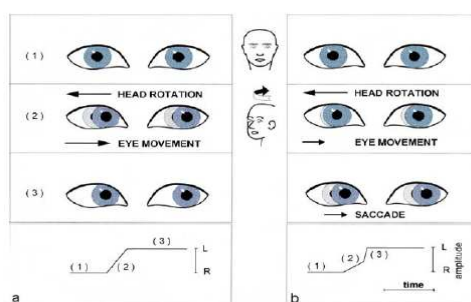 (1)
HEAD ROTATION
HEAD ROTATION
(2)
EYE MOVEMENT
EYE MOVEMENT
(3)
SACCADE
(3) L
(1) (2) R
(3) L
(2)
(1) R
amplitude
time
a
b